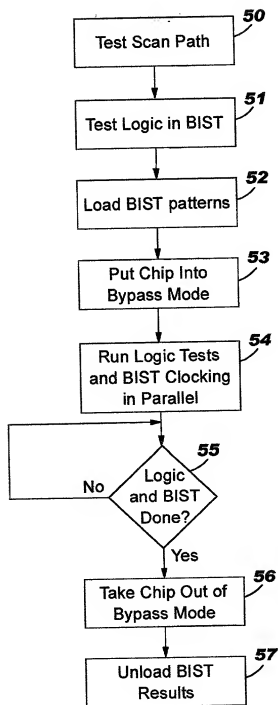 50
Test Scan Path
51
Test Logic in BIST
52
Load BIST patterns
53
Put Chip Into
Bypass Mode
54
Run Logic Tests
and BIST Clocking
in Parallel
55
Logic
and BIST
Done?
No
Yes
56
Take Chip Out of
Bypass Mode
57
Unload BIST
Results